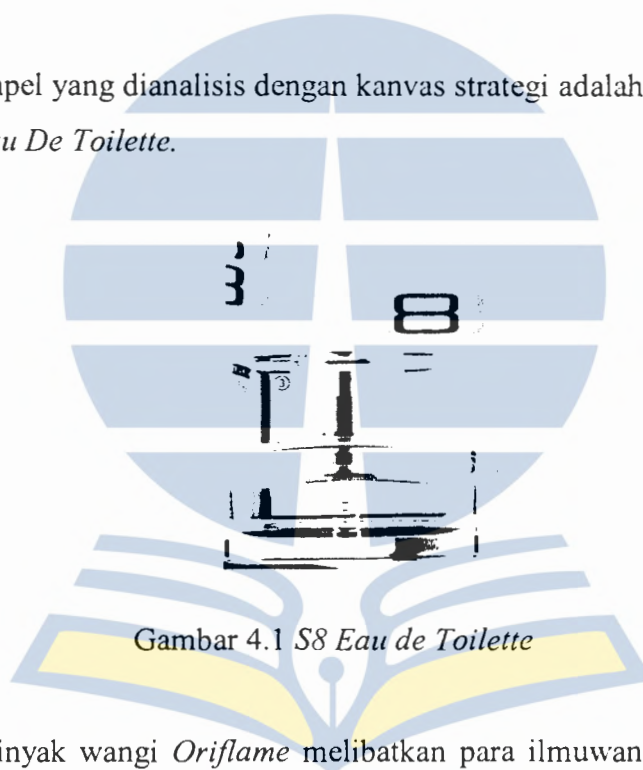 pel yang dianalisis dengan kanvas strategi adalah
u De Toilette.
8
Gambar 4.1 S8 Eau de Toilette
inyak wangi Oriflame melibatkan para ilmuwan